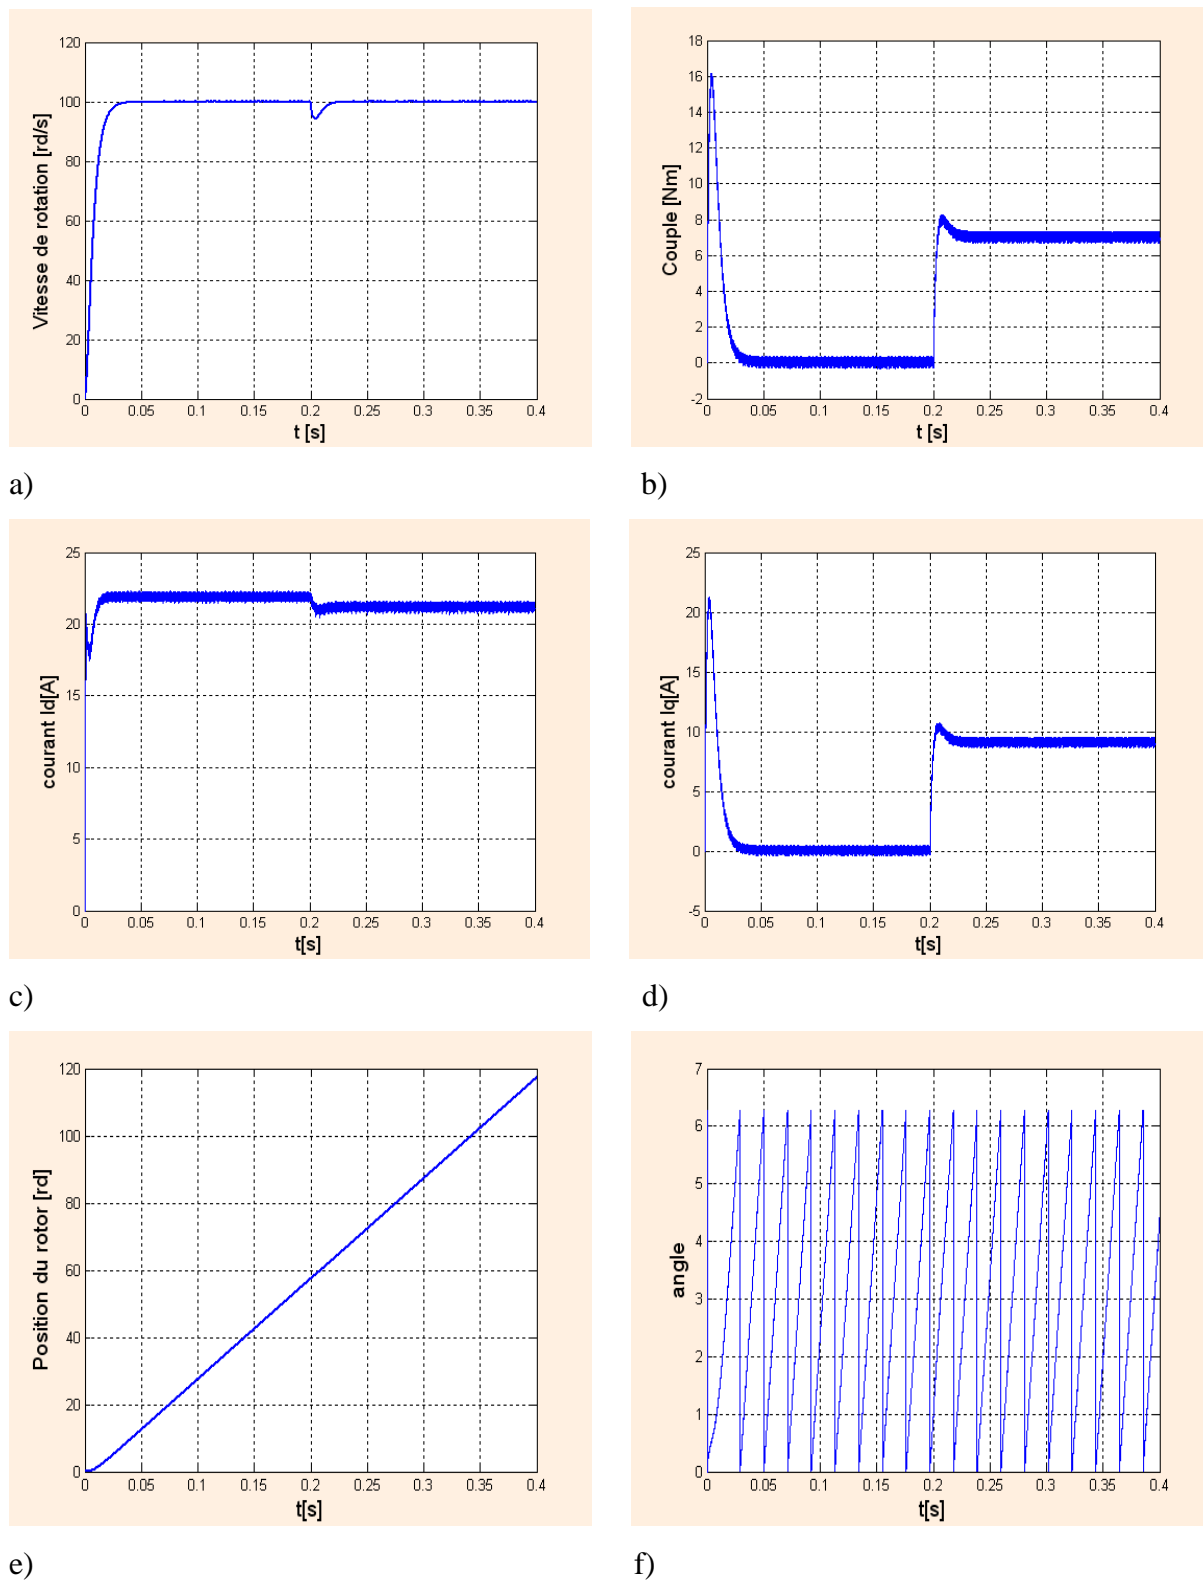 120
100
80
60
40
20
0
Vitesse de rotation [rd/s]
0 0.05 0.1 0.15 0.2 0.25 0.3 0.35 0.4
t [s]
a)
18
16
14
12
10
8
6
4
2
0
-2
Couple [Nm]
0 0.05 0.1 0.15 0.2 0.25 0.3 0.35 0.4
t [s]
b)
25
20
15
10
5
0
courant Id[A]
0 0.05 0.1 0.15 0.2 0.25 0.3 0.35 0.4
t[s]
c)
25
20
15
10
5
0
-5
courant Iq[A]
0 0.05 0.1 0.15 0.2 0.25 0.3 0.35 0.4
t[s]
d)
120
100
80
60
40
20
0
Position du rotor [rd]
0 0.05 0.1 0.15 0.2 0.25 0.3 0.35 0.4
t[s]
e)
7
6
5
4
3
2
1
0
angle
0 0.05 0.1 0.15 0.2 0.25 0.3 0.35 0.4
t[s]
f)